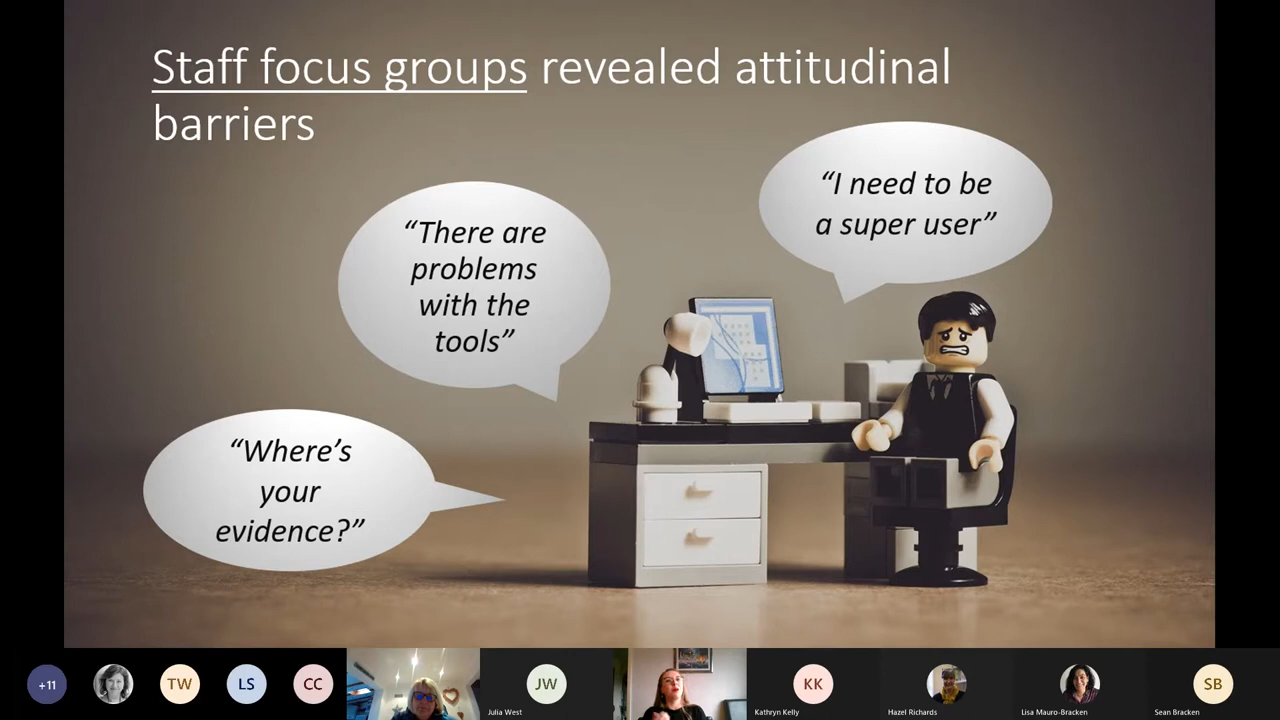 Staff focus groups revealed attitudinal
barriers
“I need to be
a super user”
“There are
problems
with the
tools”
“Where’s
your
evidence?”
+11
TW
LS
CC
JW
Julia West
KK
Kathryn Kelly
Hazel Richards
Lisa Mauro-Bracken
SB
Sean Bracken